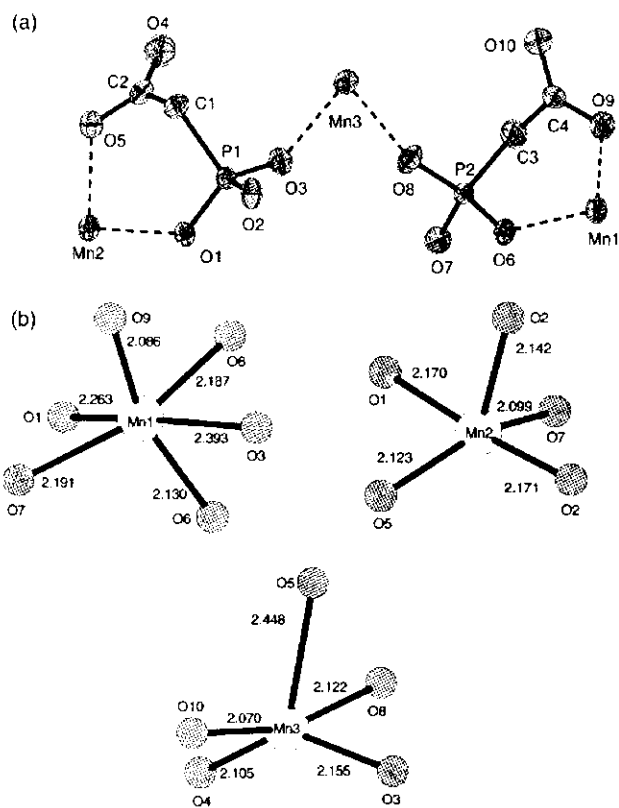 (a)
O4
O10
C2
C1
O9
O5
Mn3
C4
P1
C3
O3
O8
P2
O2
Mn2
O1
O7
O6
Mn1
(b)
O9
O6
O2
2.086
2.187
2.142
2.170
O1
2.263
Mn1
2.393
O3
O1
2.099
Mn2
O7
2.191
2.130
2.123
2.171
O7
O6
O5
O2
O5
2.448
2.122
O10
2.070
O8
Mn3
2.105
2.155
O4
O3